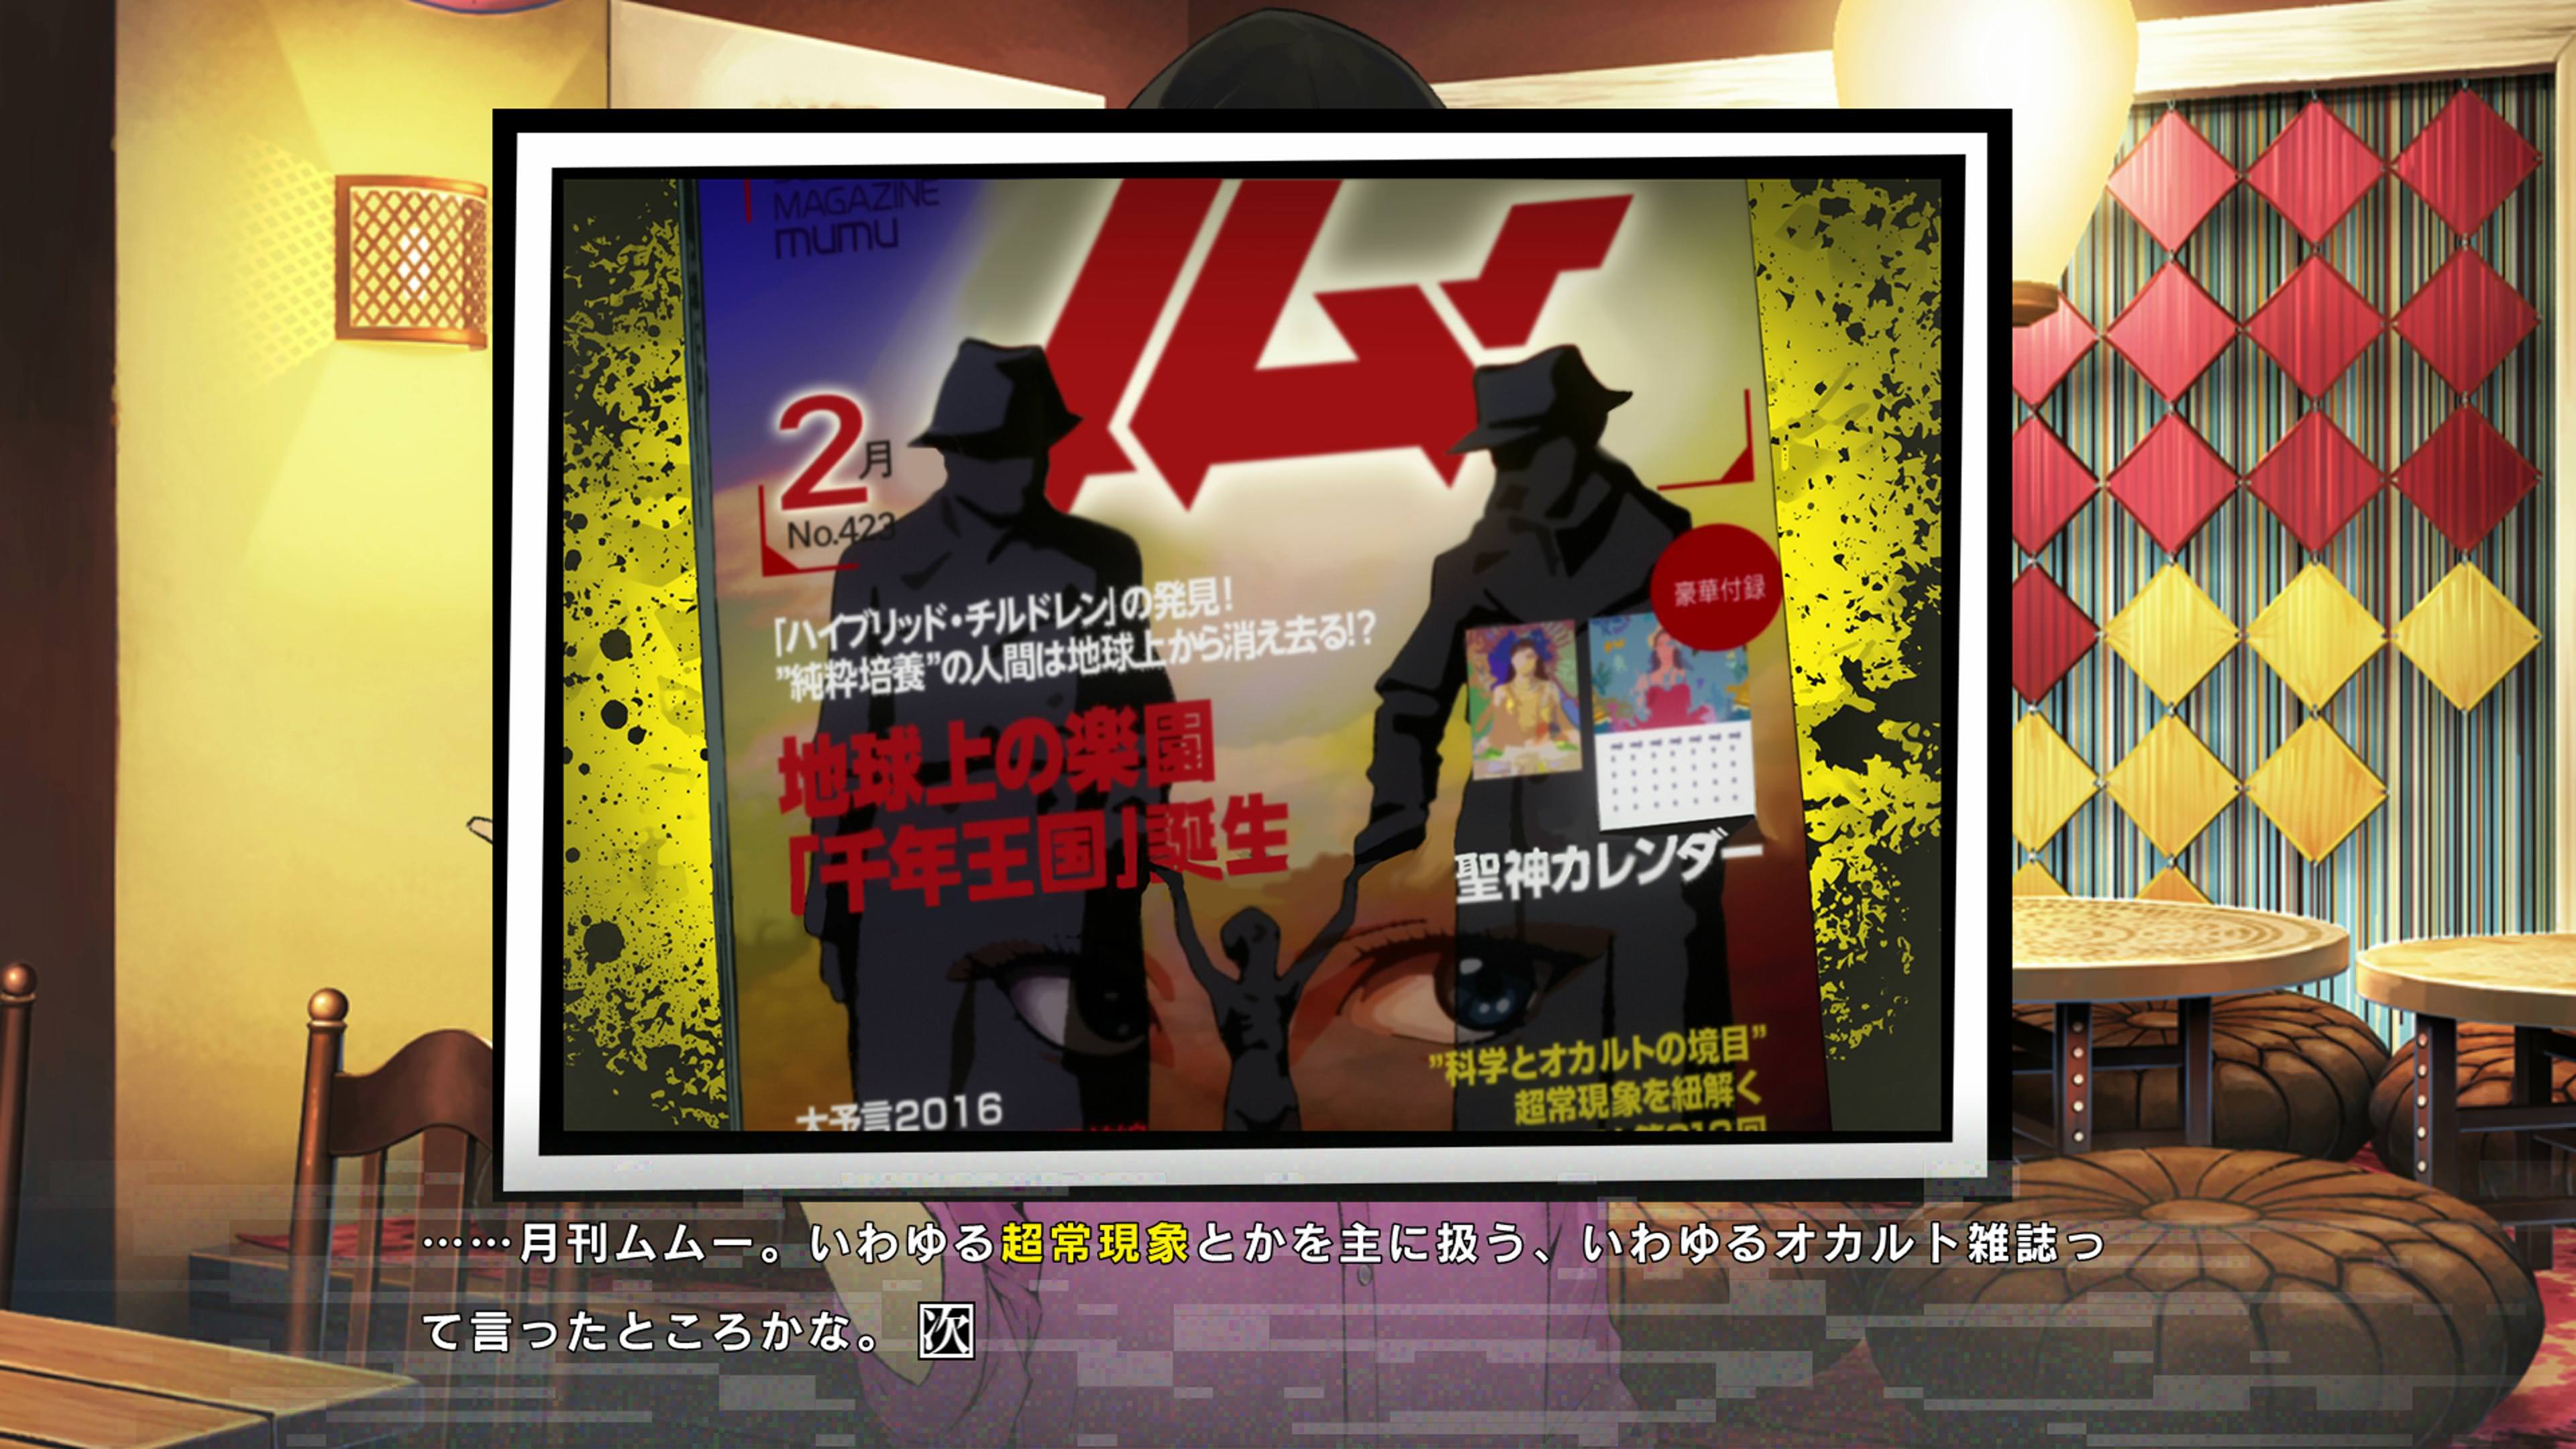 MAGAZINE
mumu
ムー
2月
No.423
「ハイブリッド・チルドレン」の発見!
”純粋培養”の人間は地球上から消え去る!?
豪華付録
地球上の楽園
「千年王国」誕生
聖神カレンダー
”科学とオカルトの境目”
超常現象を紐解く
大予言2016
……月刊ムムー。いわゆる超常現象とかを主に扱う、いわゆるオカルト雑誌っ
て言ったところかな。 次